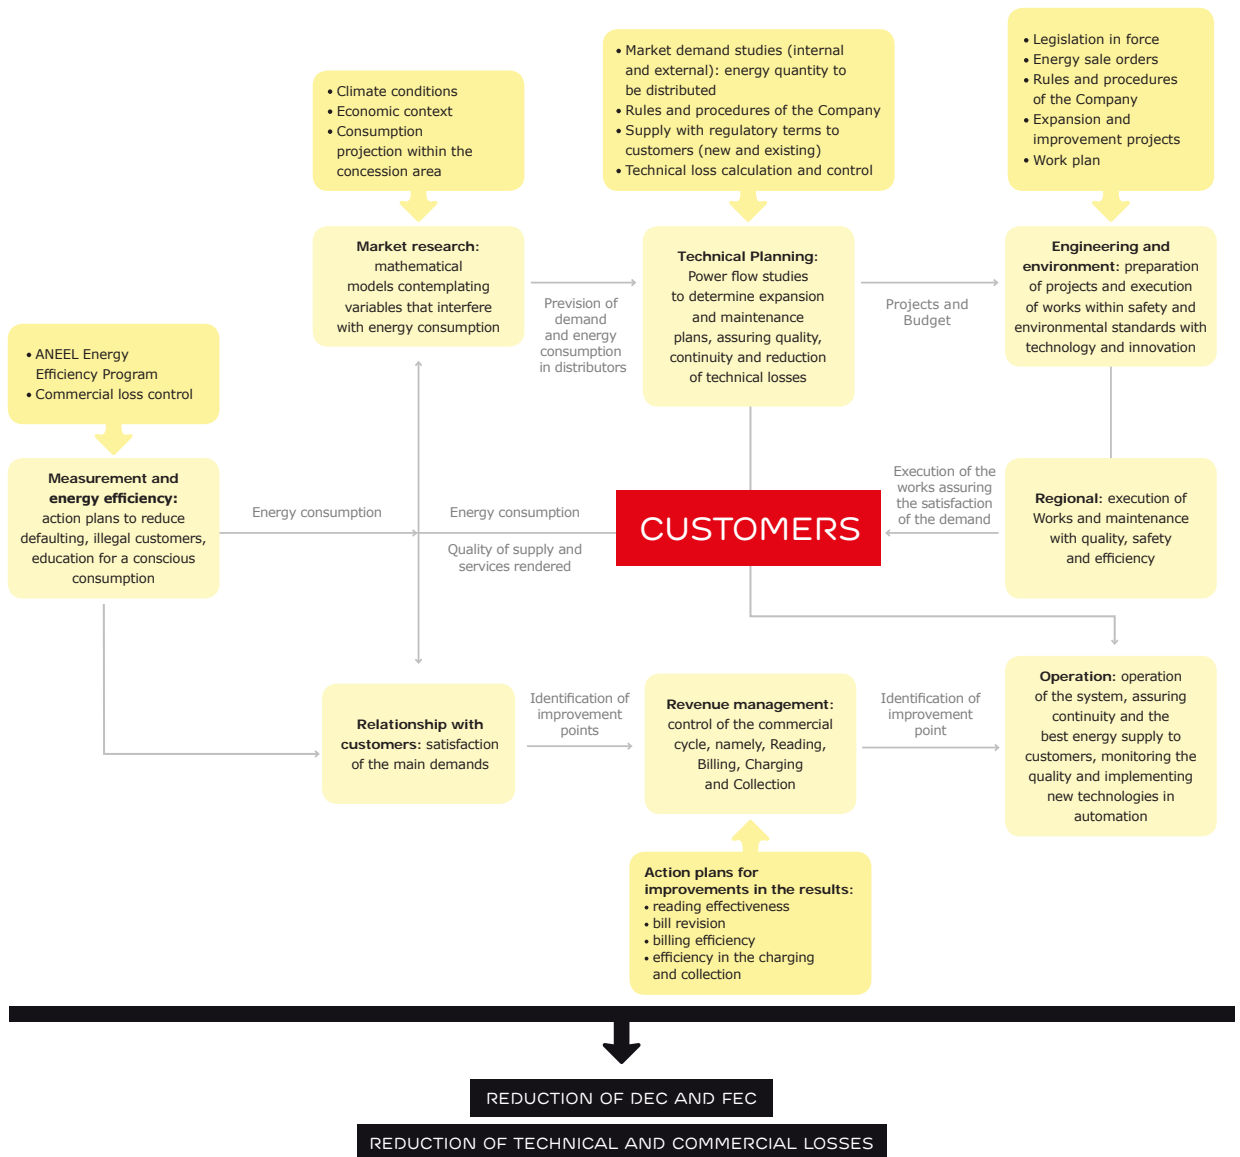 • Climate conditions
• Economic context
• Consumption
projection within the
concession area
• Market demand studies (internal
and external): energy quantity to
be distributed
• Rules and procedures of the Company
• Supply with regulatory terms to
customers (new and existing)
• Technical loss calculation and control
• Legislation in force
• Energy sale orders
• Rules and procedures
of the Company
• Expansion and
improvement projects
• Work plan
Market research:
mathematical
models contemplating
variables that interfere
with energy consumption
Prevision of
demand
and energy
consumption
in distributors
Technical Planning:
Power flow studies
to determine expansion
and maintenance
plans, assuring quality,
continuity and reduction
of technical losses
Projects and
Budget
Engineering and
environment: preparation
of projects and execution
of works within safety and
environmental standards with
technology and innovation
• ANEEL Energy
Efficiency Program
• Commercial loss control
Measurement and
energy efficiency:
action plans to reduce
defaulting, illegal customers,
education for a conscious
consumption
Energy consumption
Energy consumption
Quality of supply and
services rendered
CUSTOMERS
Execution of the
works assuring
the satisfaction
of the demand
Regional: execution of
Works and maintenance
with quality, safety
and efficiency
Relationship with
customers: satisfaction
of the main demands
Identification of
improvement
points
Revenue management:
control of the commercial
cycle, namely, Reading,
Billing, Charging
and Collection
Identification of
improvement
point
Operation: operation
of the system, assuring
continuity and the
best energy supply to
customers, monitoring the
quality and implementing
new technologies in
automation
Action plans for
improvements in the results:
• reading effectiveness
• bill revision
• billing efficiency
• efficiency in the charging
and collection
REDUCTION OF DEC AND FEC
REDUCTION OF TECHNICAL AND COMMERCIAL LOSSES